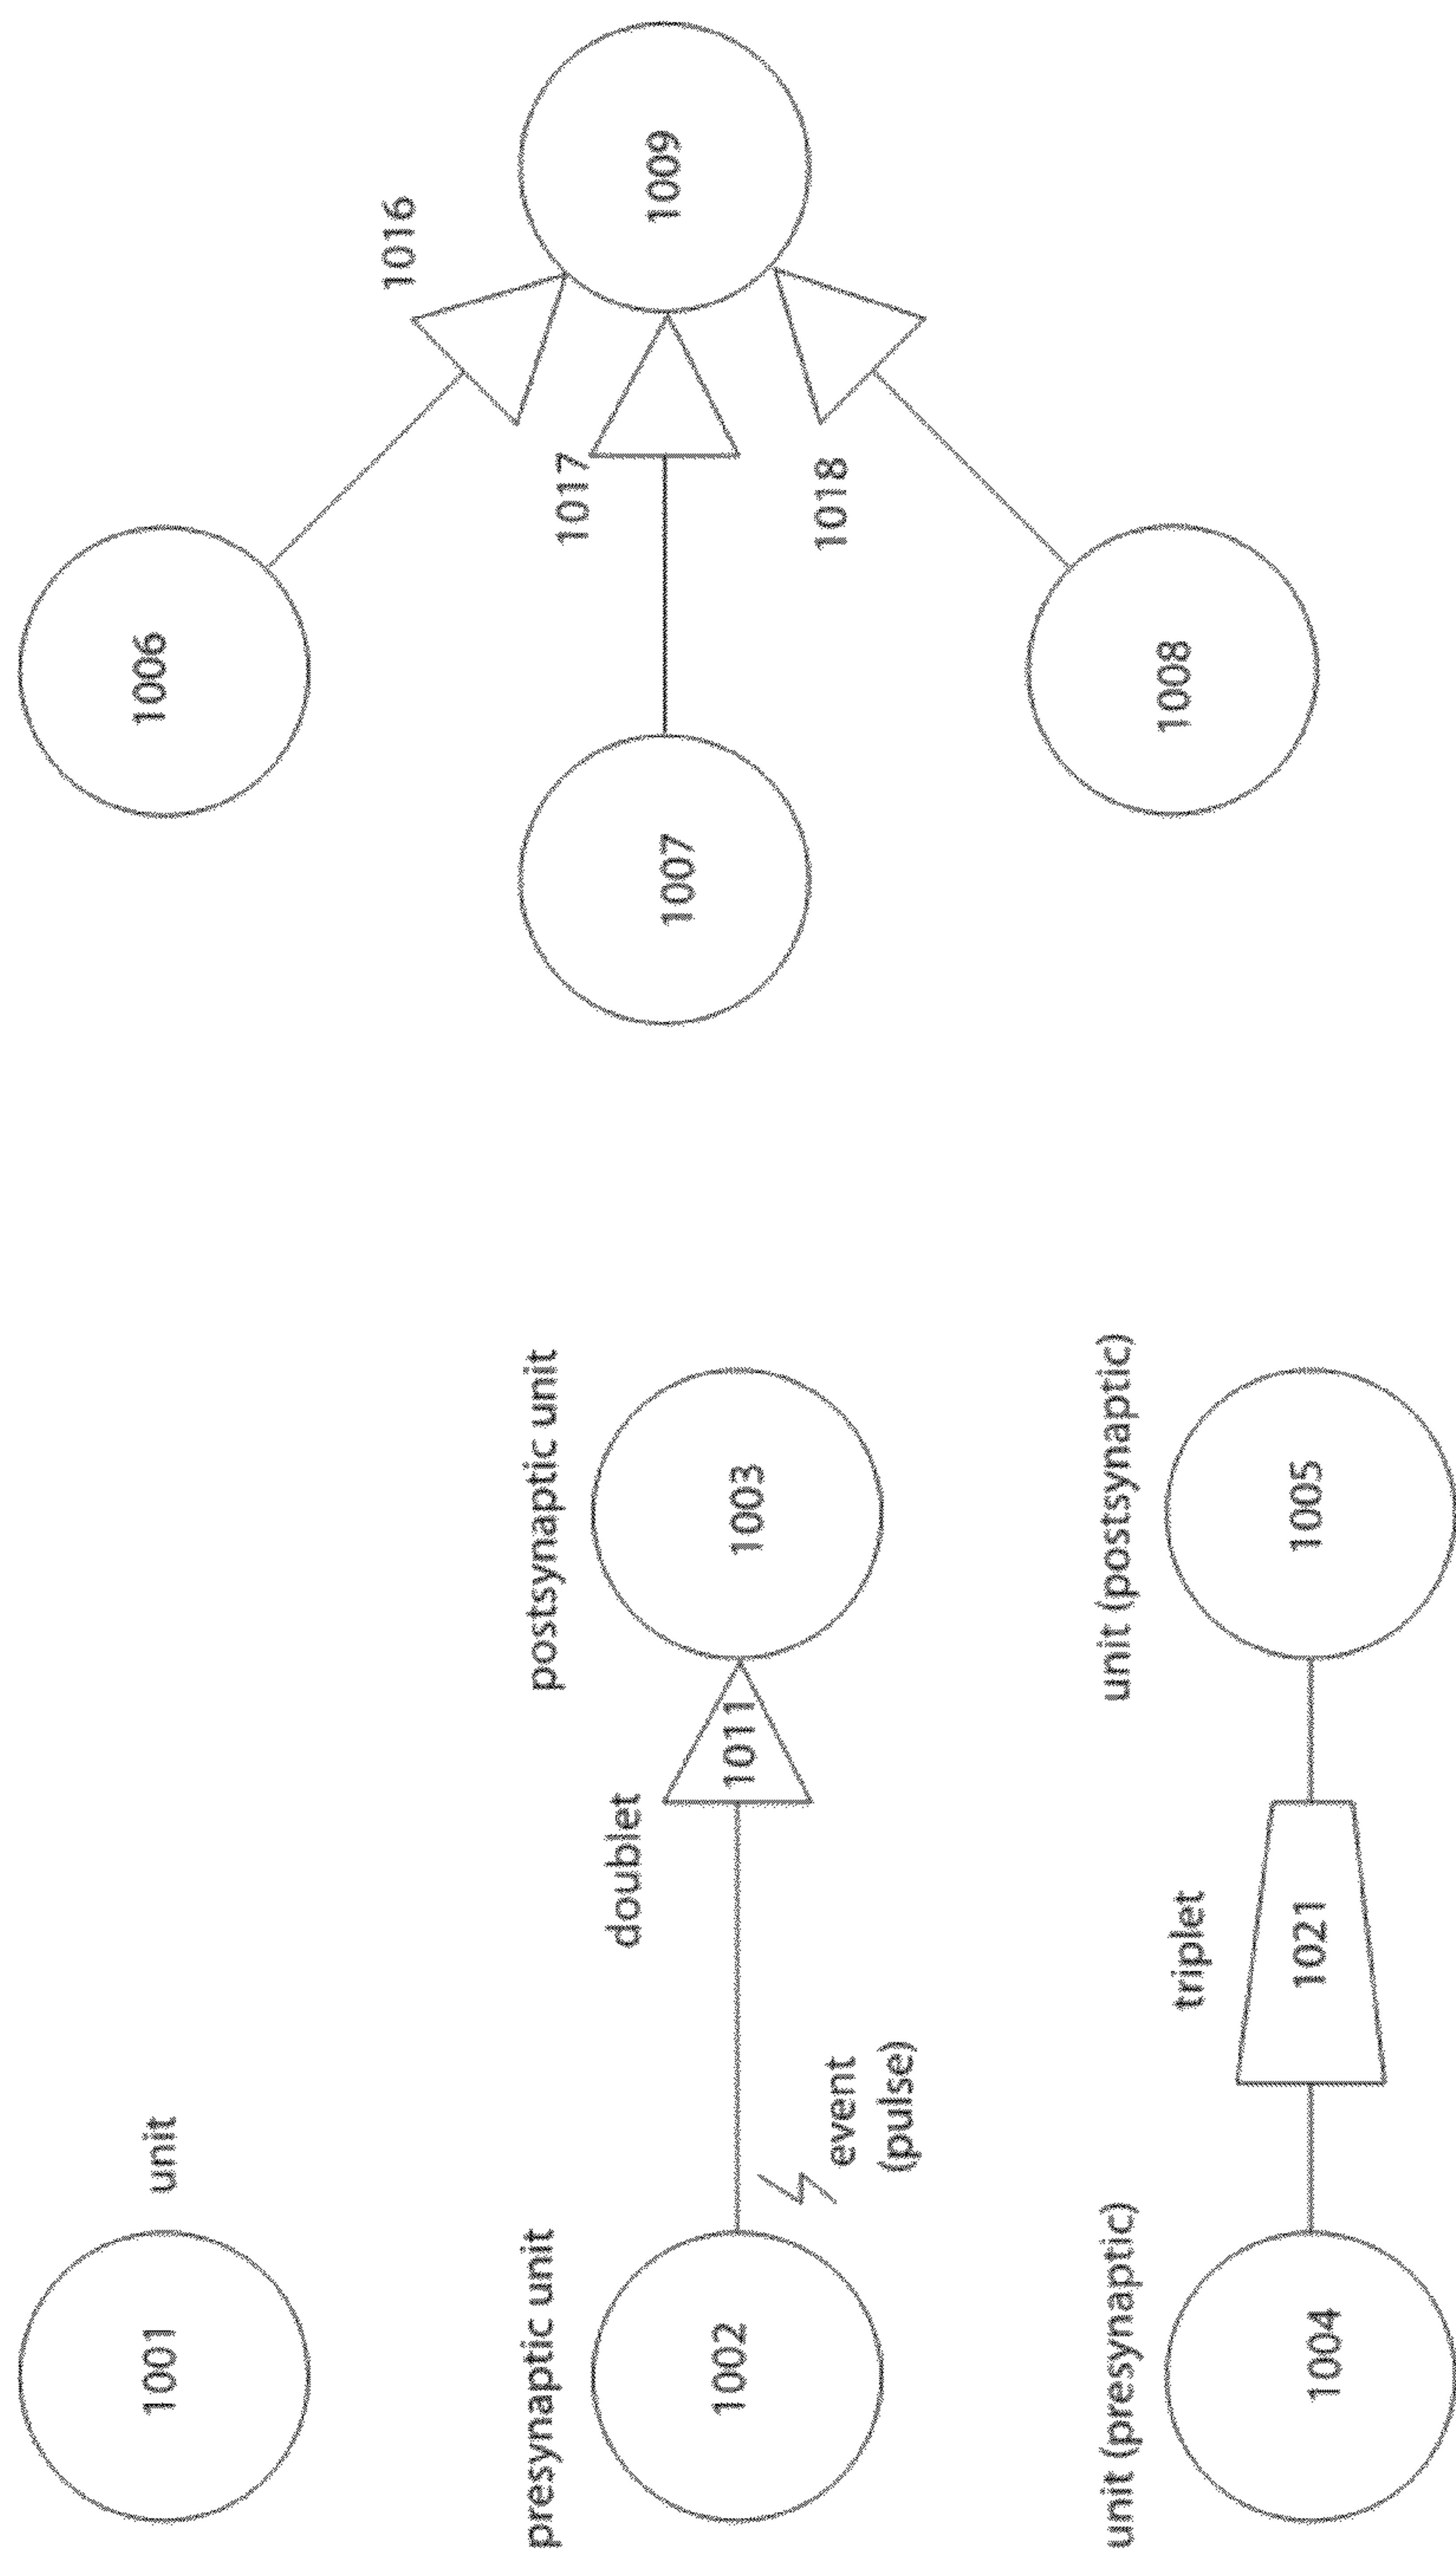 1001
unit
presynaptic unit
postsynaptic unit
doublet
1002
1011
1003
event
(pulse)
unit (presynaptic)
triplet
unit (postsynaptic)
1004
1021
1005
1006
1016
1017
1007
1009
1018
1008